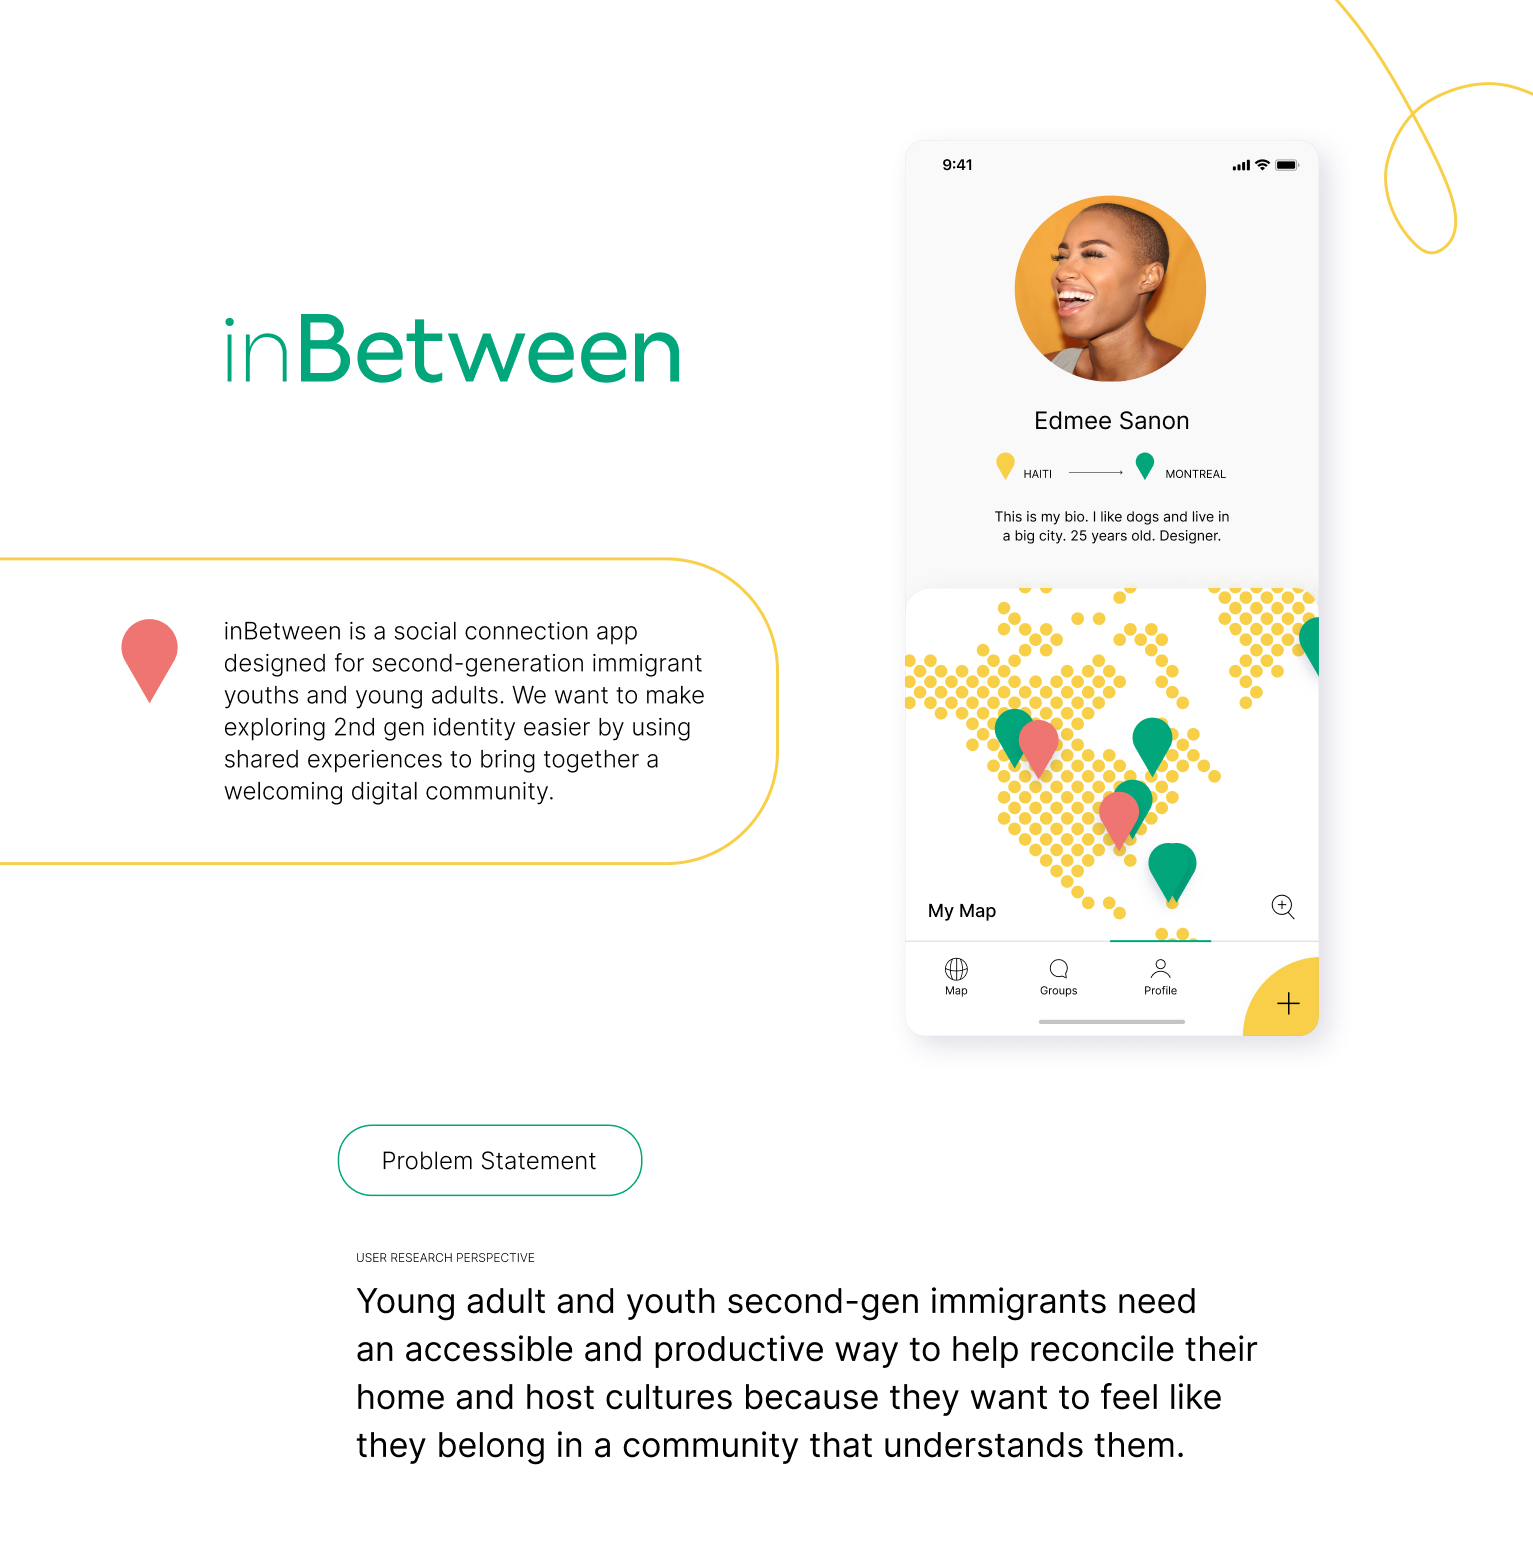 inBetween
inBetween is a social connection app
designed for second-generation immigrant
youths and young adults. We want to make
exploring 2nd gen identity easier by using
shared experiences to bring together a
welcoming digital community.
9:41
Edmee Sanon
HAITI
MONTREAL
This is my bio. I like dogs and live in
a big city. 25 years old. Designer.
My Map
Map
Groups
Profile
Problem Statement
USER RESEARCH PERSPECTIVE
Young adult and youth second-gen immigrants need
an accessible and productive way to help reconcile their
home and host cultures because they want to feel like
they belong in a community that understands them.